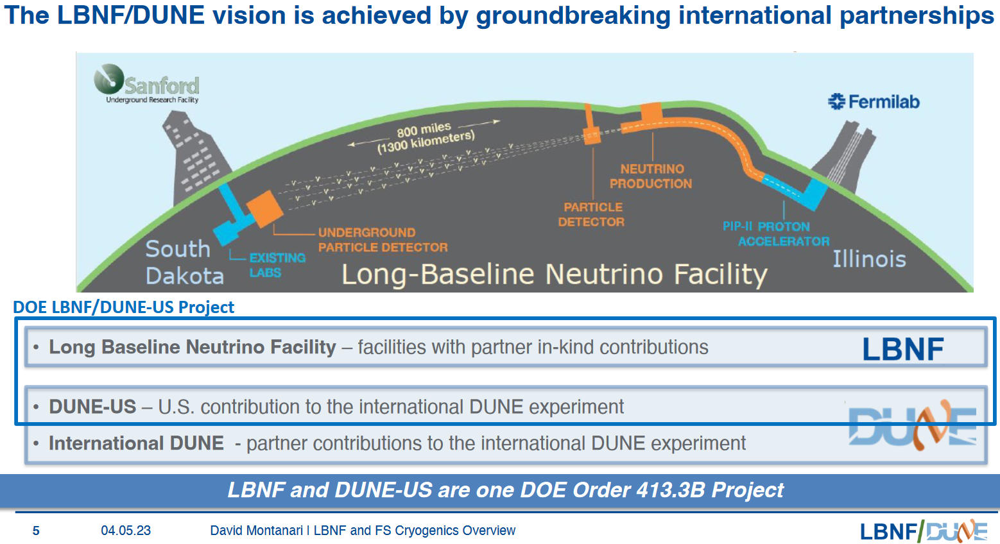 The LBNF/DUNE vision is achieved by groundbreaking international partnerships
Sanford
Underground Research Facility
Fermilab
800 miles
(1300 kilometers)
NEUTRINO
PRODUCTION
PARTICLE
DETECTOR
PIP-II PROTON
ACCELERATOR
UNDERGROUND
PARTICLE DETECTOR
EXISTING
LABS
South
Dakota
Illinois
Long-Baseline Neutrino Facility
DOE LBNF/DUNE-US Project
• Long Baseline Neutrino Facility – facilities with partner in-kind contributions
LBNF
• DUNE-US – U.S. contribution to the international DUNE experiment
DUNE
• International DUNE - partner contributions to the international DUNE experiment
LBNF and DUNE-US are one DOE Order 413.3B Project
5 04.05.23 David Montanari | LBNF and FS Cryogenics Overview
LBNF/DUNE